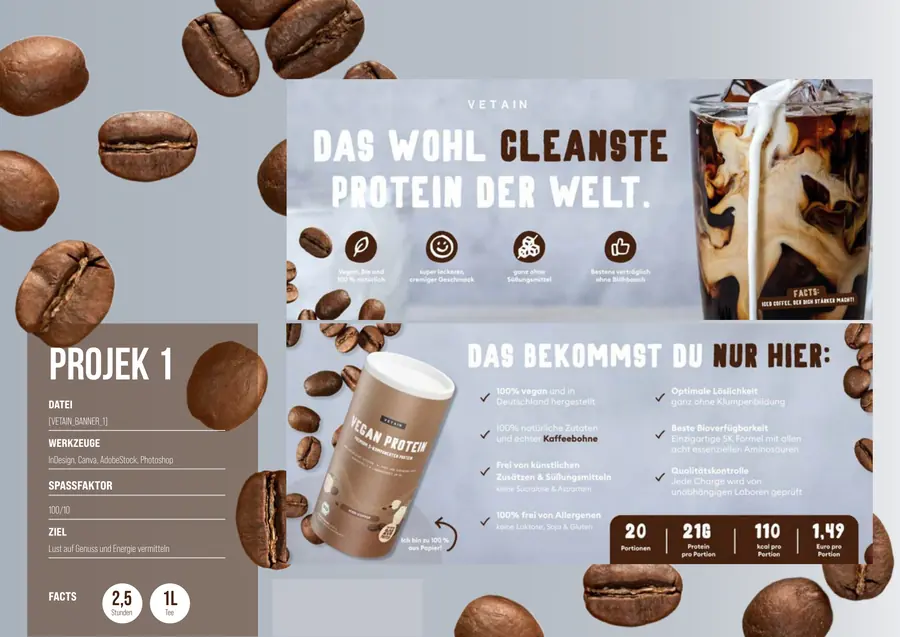 VETAIN
DAS WOHL CLEANSTE
PROTEIN DER WELT.
super leckerer,
cremiger Geschmack
ganz ohne
Süßungsmittel
Bestens verträglich
ohne Blähbauch
FACTS:
ICED COFFEE, DER DICH STÄRKER MACHT!
PROJEK 1
DATEI
[VETAIN_BANNER_1]
WERKZEUGE
InDesign, Canva, AdobeStock, Photoshop
SPASSFAKTOR
100/10
ZIEL
Lust auf Genuss und Energie vermitteln
FACTS
2,5
Stunden
1L
Tee
DAS BEKOMMST DU NUR HIER:
100% vegan und in
Deutschland hergestellt
100% natürliche Zutaten
und echter Kaffeebohne
Frei von künstlichen
Zusätzen & Süßungsmitteln
keine Sucralose & Aspartam
100% frei von Allergenen
keine Laktose, Soja & Gluten
Optimale Löslichkeit
ganz ohne Klumpenbildung
Beste Bioverfügbarkeit
Einzigartige 5K Formel mit allen
acht essenziellen Aminosäuren
Qualitätskontrolle
Jede Charge wird von
unabhängigen Laboren geprüft
VETAIN
VEGAN PROTEIN
Ich bin zu 100 %
aus Papier!
20
Portionen
21G
Protein
pro Portion
110
kcal pro
Portion
1,49
Euro pro
Portion